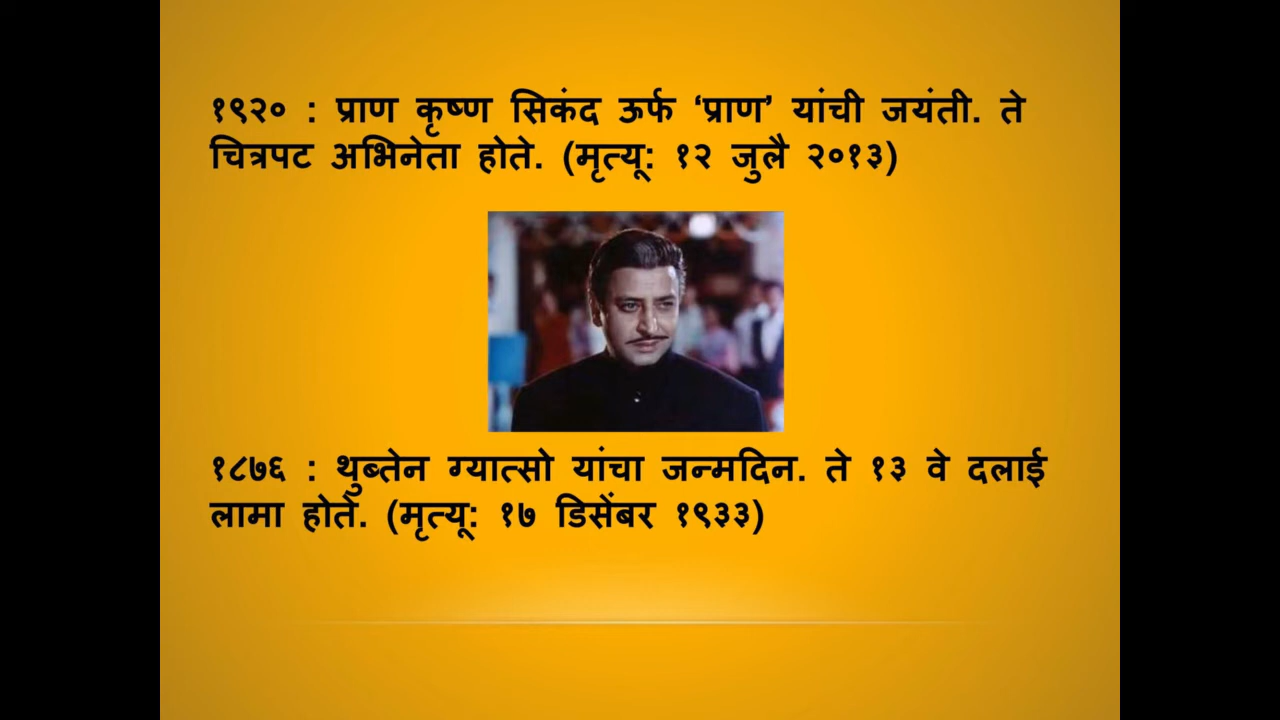 १९२० : प्राण कृष्ण सिकंद ऊर्फ ‘प्राण’ यांची जयंती. ते
चित्रपट अभिनेता होते. (मृत्यू: १२ जुलै २०१३)
१८७६ : थुब्तेन ग्यात्सो यांचा जन्मदिन. ते १३ वे दलाई
लामा होते. (मृत्यू: १७ डिसेंबर १९३३)